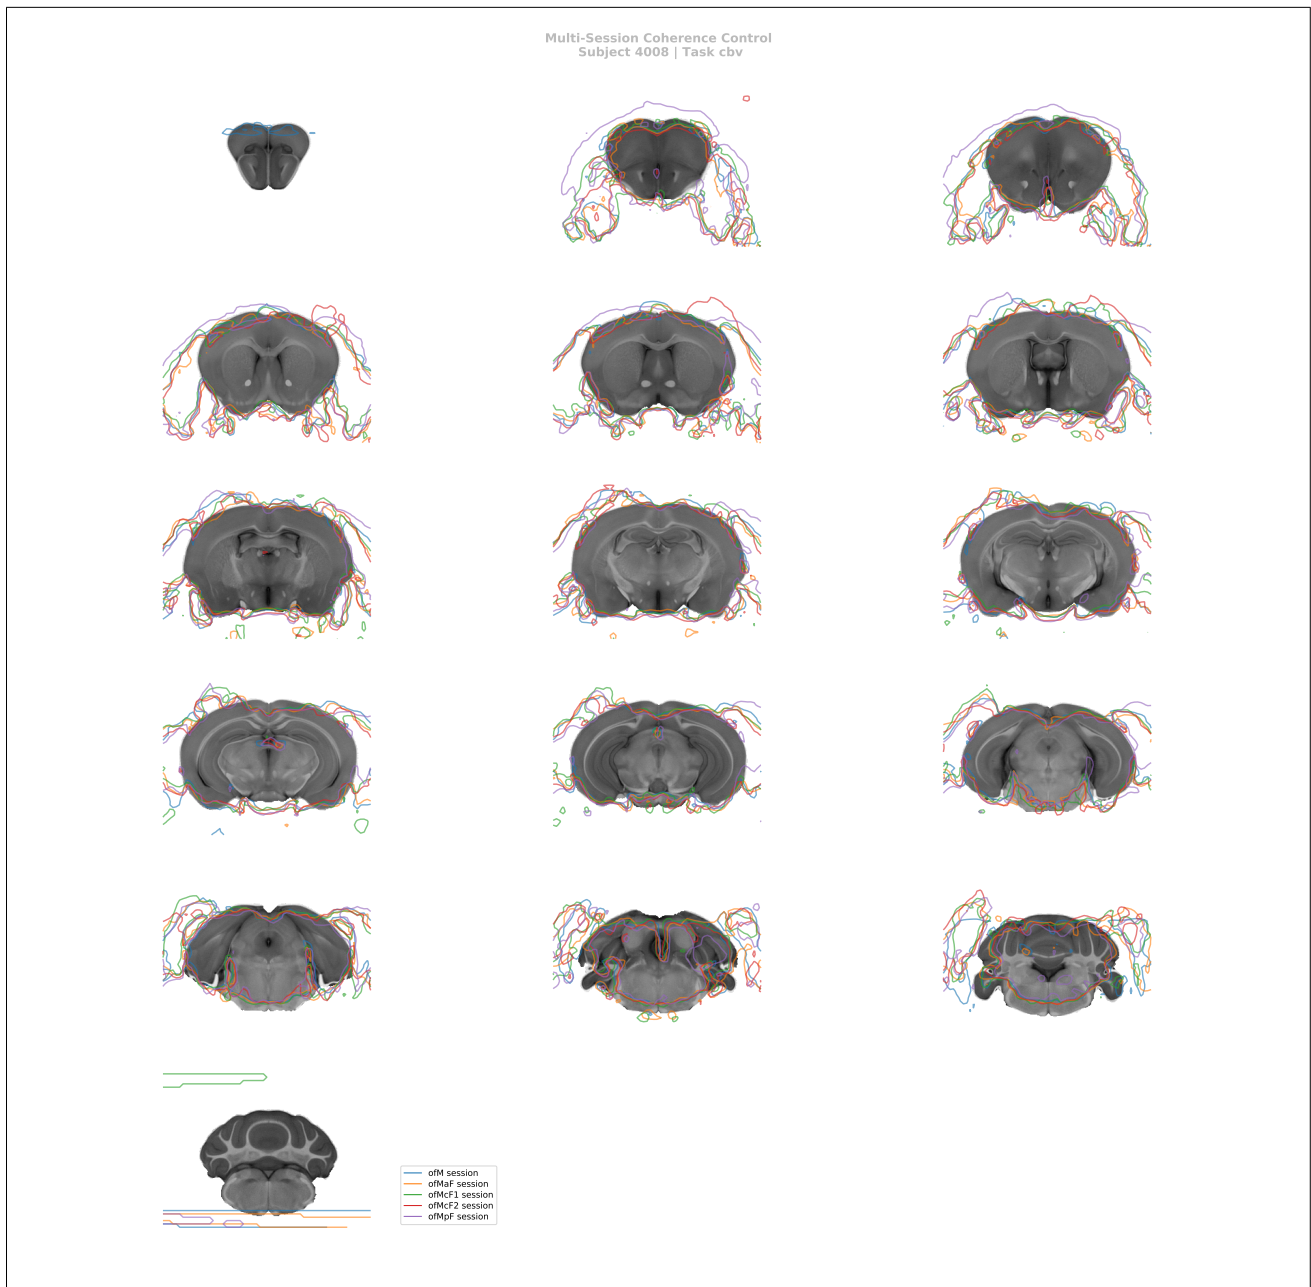 Multi-Session Coherence Control
Subject 4008 | Task cbv
ofM session
ofMaF session
ofMcF1 session
ofMcF2 session
ofMpF session